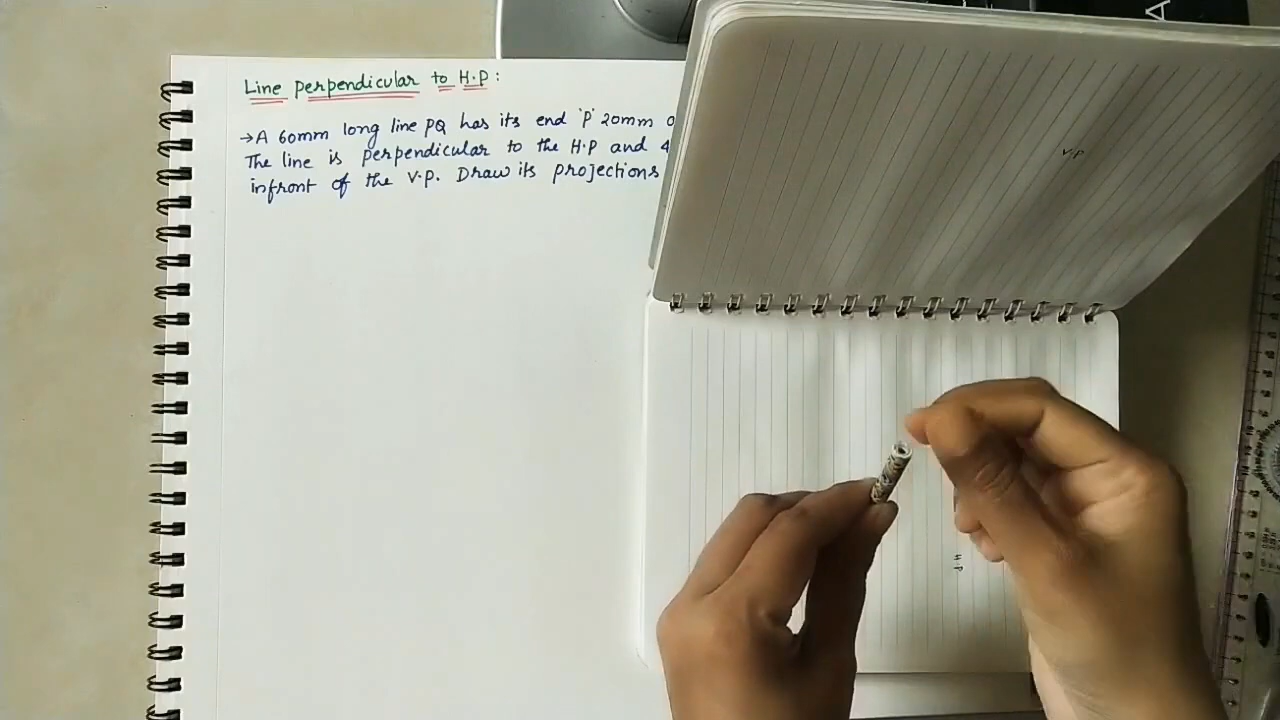 Line perpendicular to H.P:
→A 60mm long line PQ has its end 'P' 20mm
The line is perpendicular to the H.P and 4
infront of the V.P. Draw its projections
V.P
H.P
A